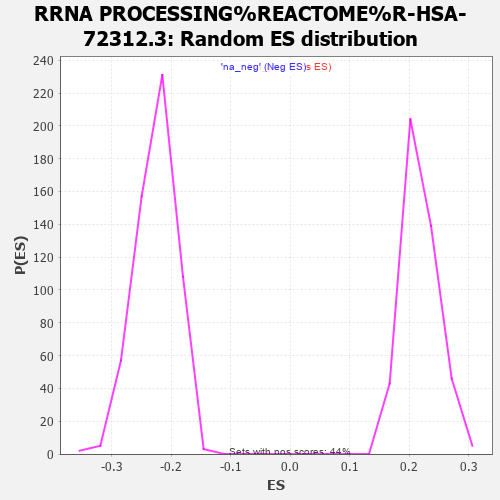 RRNA PROCESSING%REACTOME%R-HSA-
72312.3: Random ES distribution
'na_neg' (Neg ES)s ES)
240
220
200
180
160
140
120
100
80
60
40
20
0
P(ES)
Sets with pos scores: 44%
-0.3 -0.2 -0.1 0.0 0.1 0.2 0.3
ES